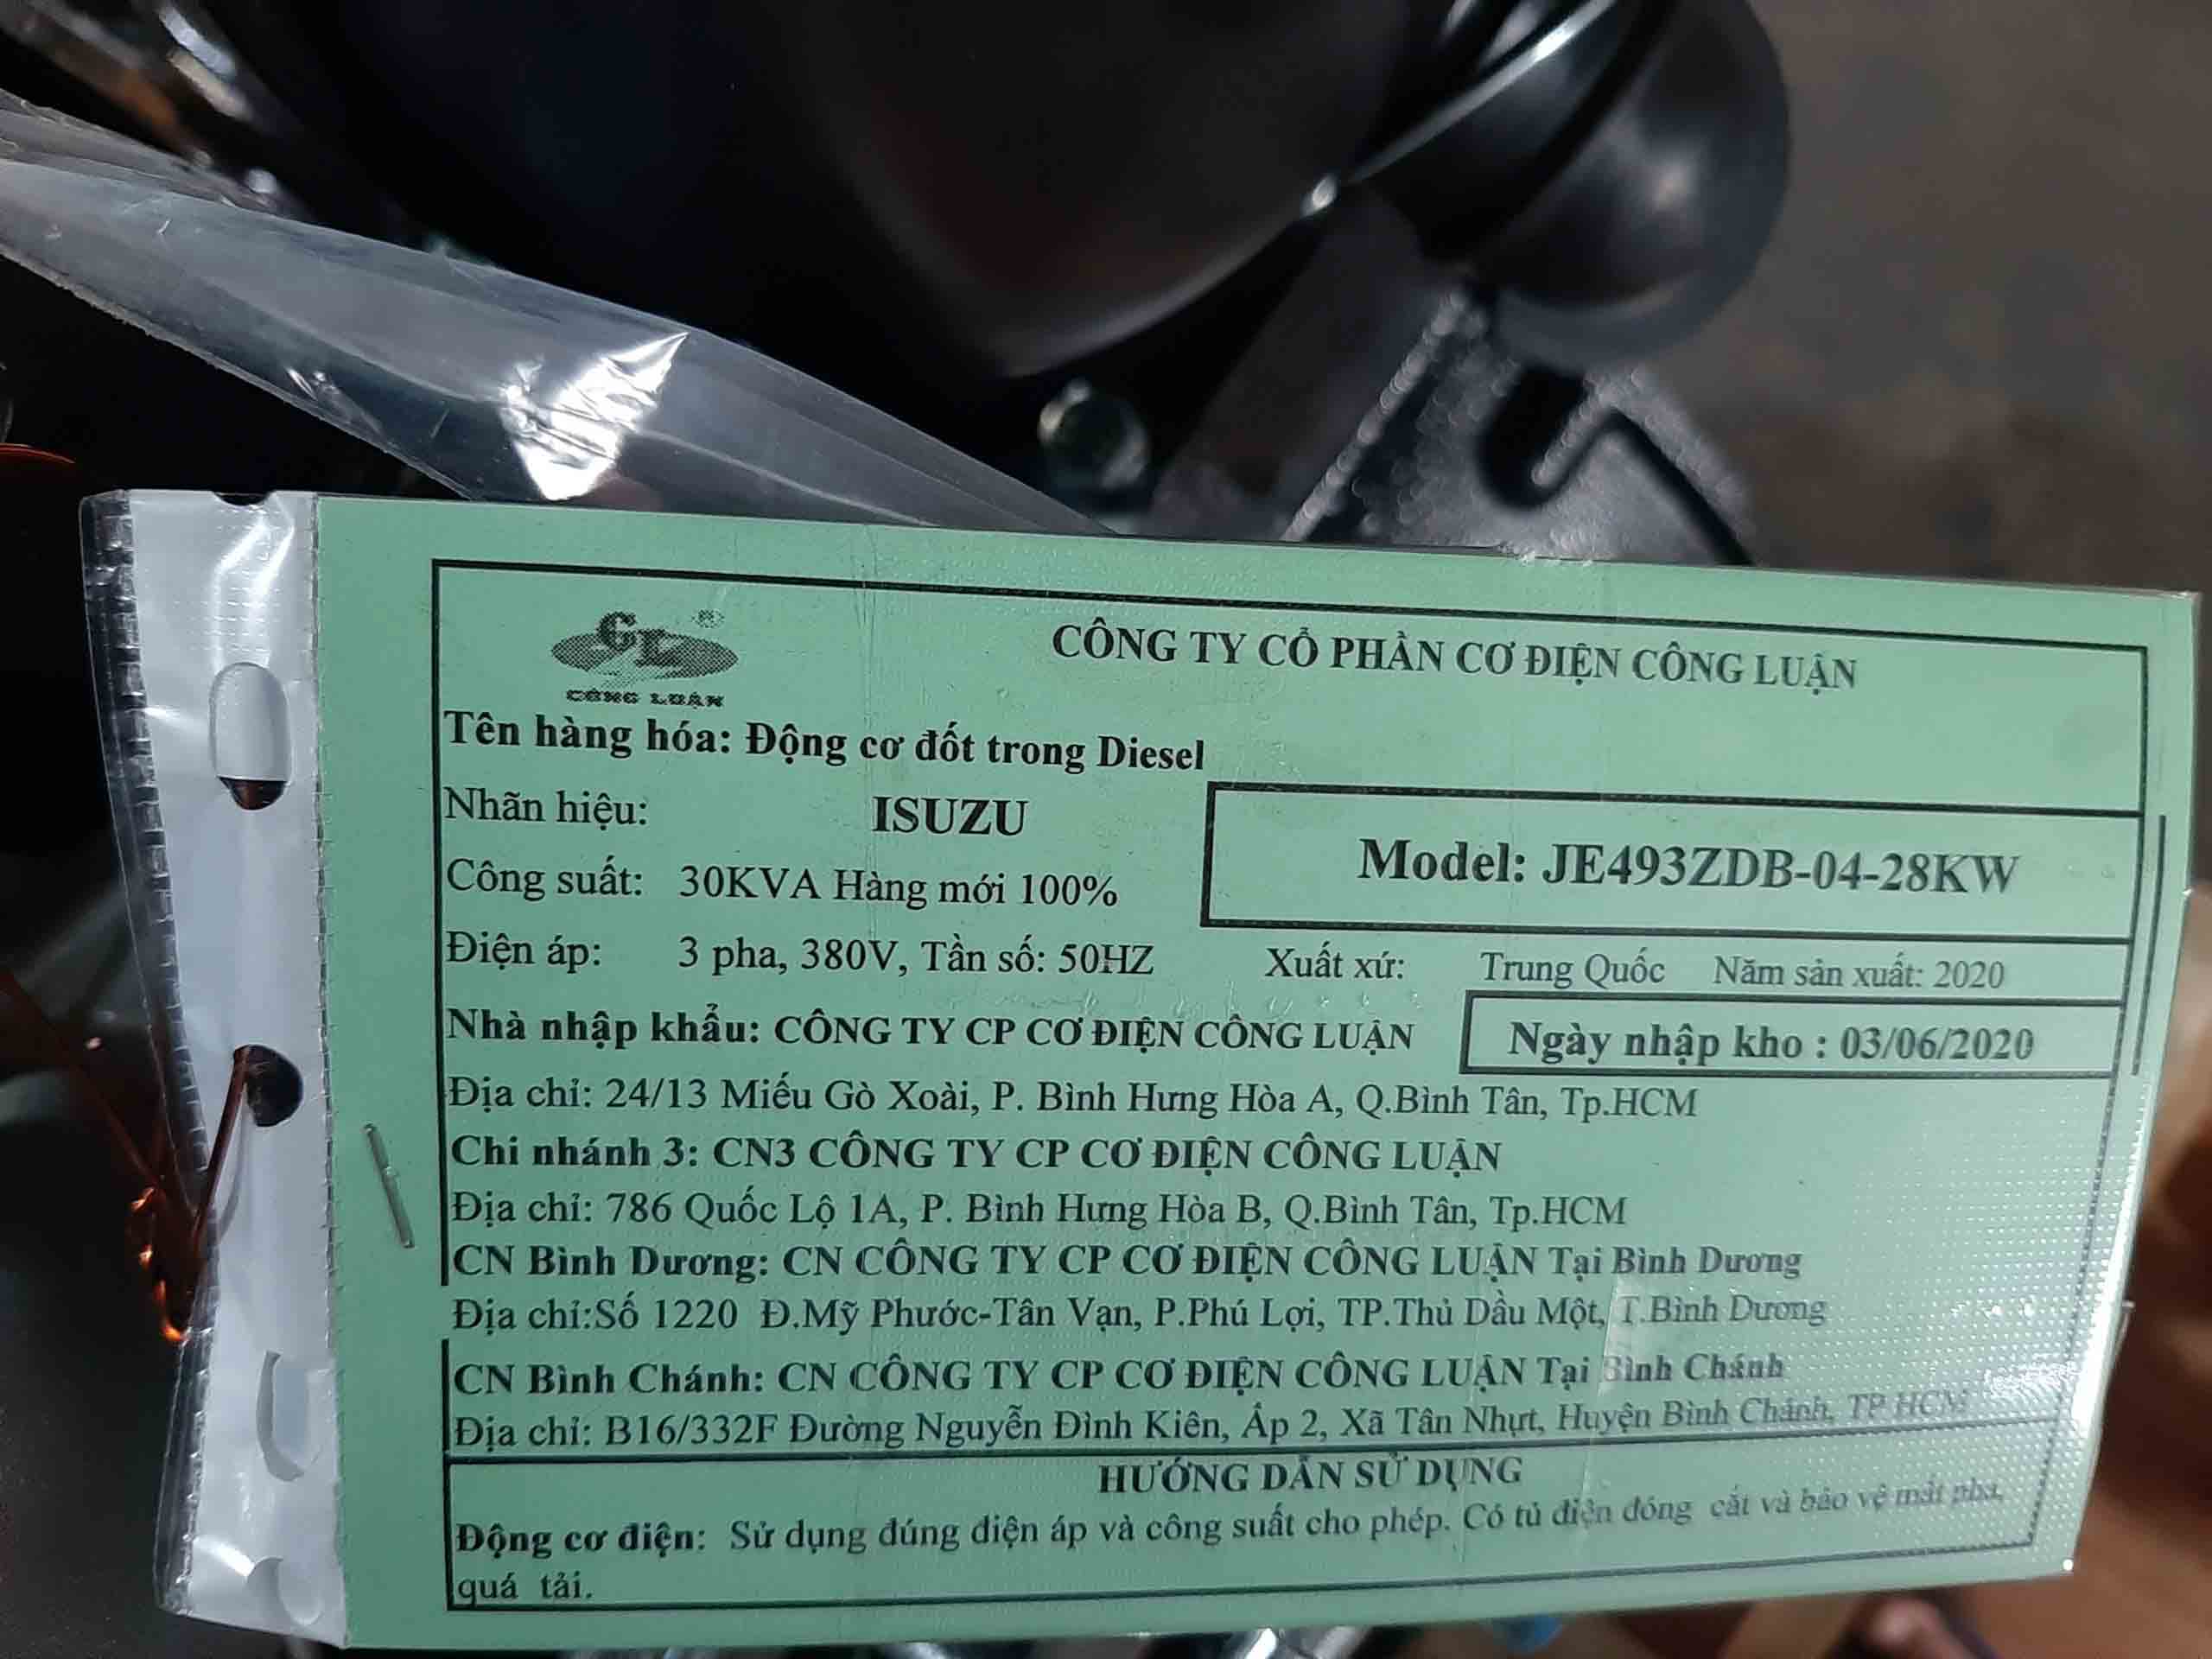 CL ®
CÔNG LUẬN
CÔNG TY CỔ PHẦN CƠ ĐIỆN CÔNG LUẬN
Tên hàng hóa: Động cơ đốt trong Diesel
Nhãn hiệu: ISUZU
Model: JE493ZDB-04-28KW
Công suất: 30KVA Hàng mới 100%
Điện áp: 3 pha, 380V, Tần số: 50HZ Xuất xứ: Trung Quốc Năm sản xuất: 2020
Nhà nhập khẩu: CÔNG TY CP CƠ ĐIỆN CÔNG LUẬN Ngày nhập kho : 03/06/2020
Địa chỉ: 24/13 Miếu Gò Xoài, P. Bình Hưng Hòa A, Q.Bình Tân, Tp.HCM
Chi nhánh 3: CN3 CÔNG TY CP CƠ ĐIỆN CÔNG LUẬN
Địa chỉ: 786 Quốc Lộ 1A, P. Bình Hưng Hòa B, Q.Bình Tân, Tp.HCM
CN Bình Dương: CN CÔNG TY CP CƠ ĐIỆN CÔNG LUẬN Tại Bình Dương
Địa chỉ:Số 1220 Đ.Mỹ Phước-Tân Vạn, P.Phú Lợi, TP.Thủ Dầu Một, T.Bình Dương
CN Bình Chánh: CN CÔNG TY CP CƠ ĐIỆN CÔNG LUẬN Tại Bình Chánh
Địa chỉ: B16/332F Đường Nguyễn Đình Kiên, Ấp 2, Xã Tân Nhựt, Huyện Bình Chánh, TP HCM
HƯỚNG DẪN SỬ DỤNG
Động cơ điện: Sử dụng đúng điện áp và công suất cho phép. Có tủ điện đóng cắt và bảo vệ mất pha,
quá tải.